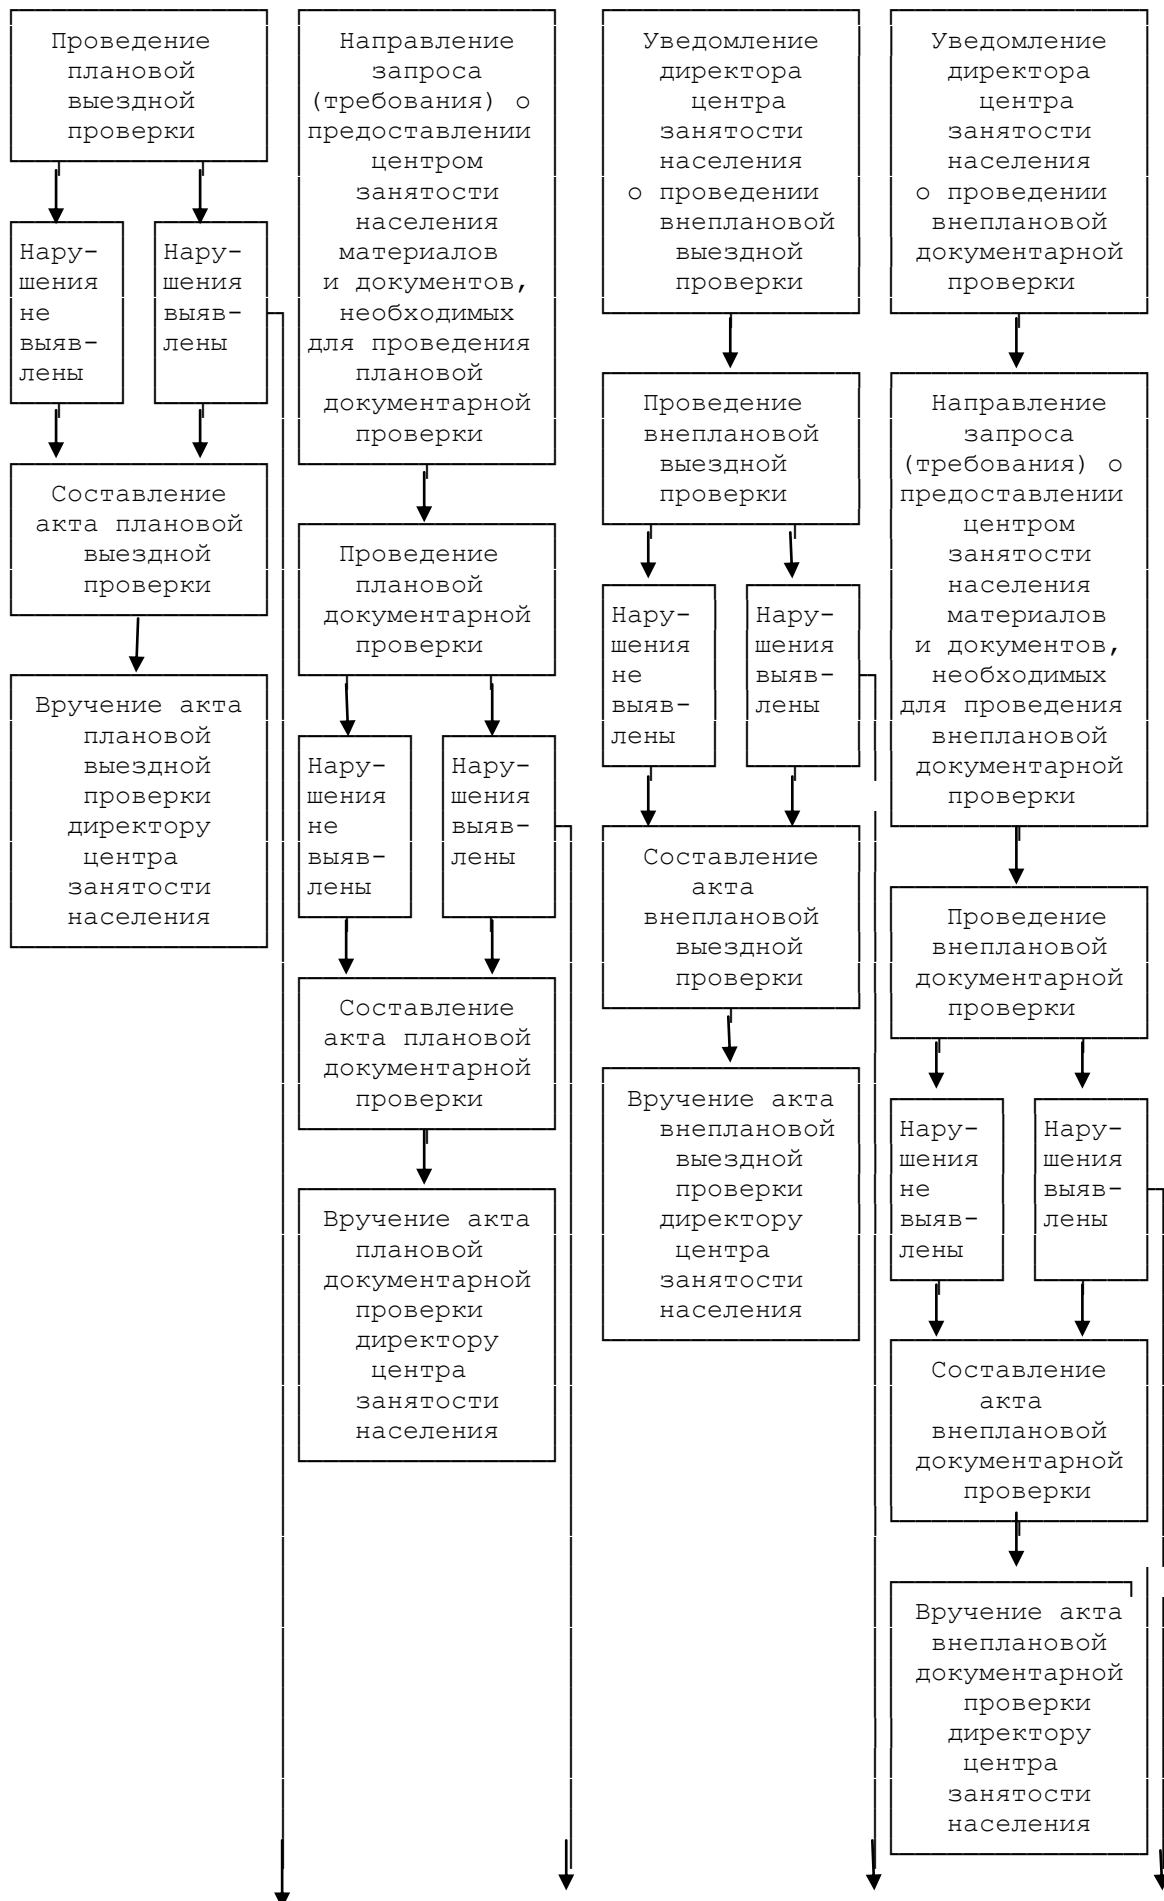 Проведение
плановой
выездной
проверки
Нару-
шения
не
выяв-
лены
Нару-
шения
выяв-
лены
Составление
акта плановой
выездной
проверки
Вручение акта
плановой
выездной
проверки
директору
центра
занятости
населения
Направление
запроса
(требования) о
предоставлении
центром
занятости
населения
материалов
и документов,
необходимых
для проведения
плановой
документарной
проверки
Проведение
плановой
документарной
проверки
Нару-
шения
не
выяв-
лены
Нару-
шения
выяв-
лены
Составление
акта плановой
документарной
проверки
Вручение акта
плановой
документарной
проверки
директору
центра
занятости
населения
Уведомление
директора
центра
занятости
населения
о проведении
внеплановой
выездной
проверки
Проведение
внеплановой
выездной
проверки
Нару-
шения
не
выяв-
лены
Нару-
шения
выяв-
лены
Составление
акта
внеплановой
выездной
проверки
Вручение акта
внеплановой
выездной
проверки
директору
центра
занятости
населения
Уведомление
директора
центра
занятости
населения
о проведении
внеплановой
документарной
проверки
Направление
запроса
(требования) о
предоставлении
центром
занятости
населения
материалов
и документов,
необходимых
для проведения
внеплановой
документарной
проверки
Проведение
внеплановой
документарной
проверки
Нару-
шения
не
выяв-
лены
Нару-
шения
выяв-
лены
Составление
акта
внеплановой
документарной
проверки
Вручение акта
внеплановой
документарной
проверки
директору
центра
занятости
населения